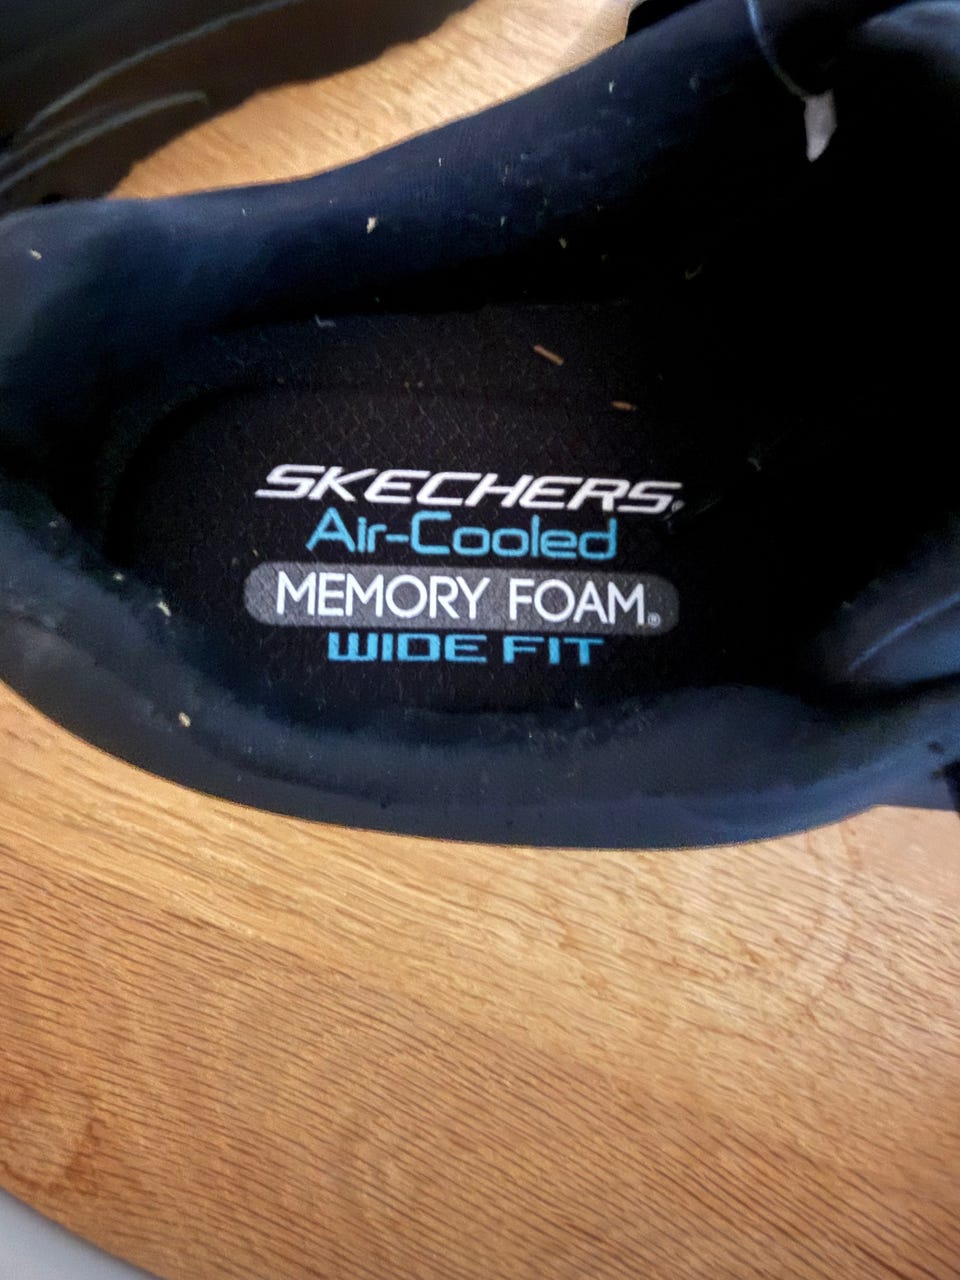 SKECHERS®
Air-Cooled
MEMORY FOAM®
WIDE FIT